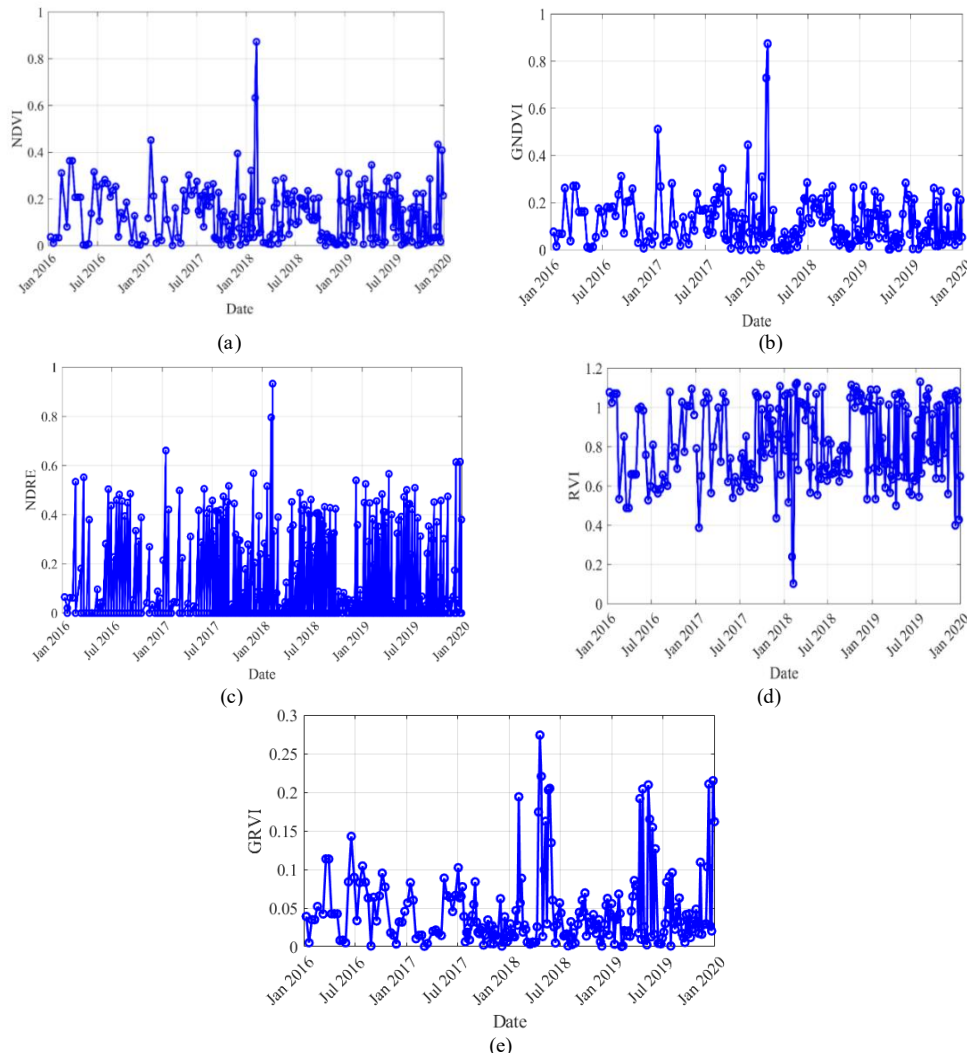 1
0.8
0.6
0.4
0.2
0
NDVI
Jan 2016
Jul 2016
Jan 2017
Jul 2017
Jan 2018
Jul 2018
Jan 2019
Jul 2019
Jan 2020
Date
(a)
1
0.8
0.6
0.4
0.2
0
GNDVI
Jan 2016
Jul 2016
Jan 2017
Jul 2017
Jan 2018
Jul 2018
Jan 2019
Jul 2019
Jan 2020
Date
(b)
1
0.8
0.6
0.4
0.2
0
NDRE
Jan 2016
Jul 2016
Jan 2017
Jul 2017
Jan 2018
Jul 2018
Jan 2019
Jul 2019
Jan 2020
Date
(c)
1.2
1
0.8
0.6
0.4
0.2
0
RVI
Jan 2016
Jul 2016
Jan 2017
Jul 2017
Jan 2018
Jul 2018
Jan 2019
Jul 2019
Jan 2020
Date
(d)
0.3
0.25
0.2
0.15
0.1
0.05
0
GRVI
Jan 2016
Jul 2016
Jan 2017
Jul 2017
Jan 2018
Jul 2018
Jan 2019
Jul 2019
Jan 2020
Date
(e)